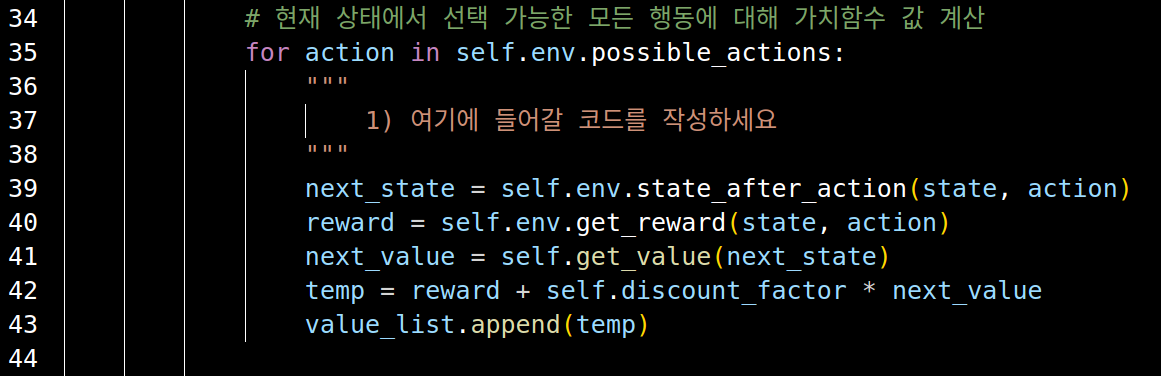 34 # 현재 상태에서 선택 가능한 모든 행동에 대해 가치함수 값 계산
35 for action in self.env.possible_actions:
36 """
37 1) 여기에 들어갈 코드를 작성하세요
38 """
39 next_state = self.env.state_after_action(state, action)
40 reward = self.env.get_reward(state, action)
41 next_value = self.get_value(next_state)
42 temp = reward + self.discount_factor * next_value
43 value_list.append(temp)
44